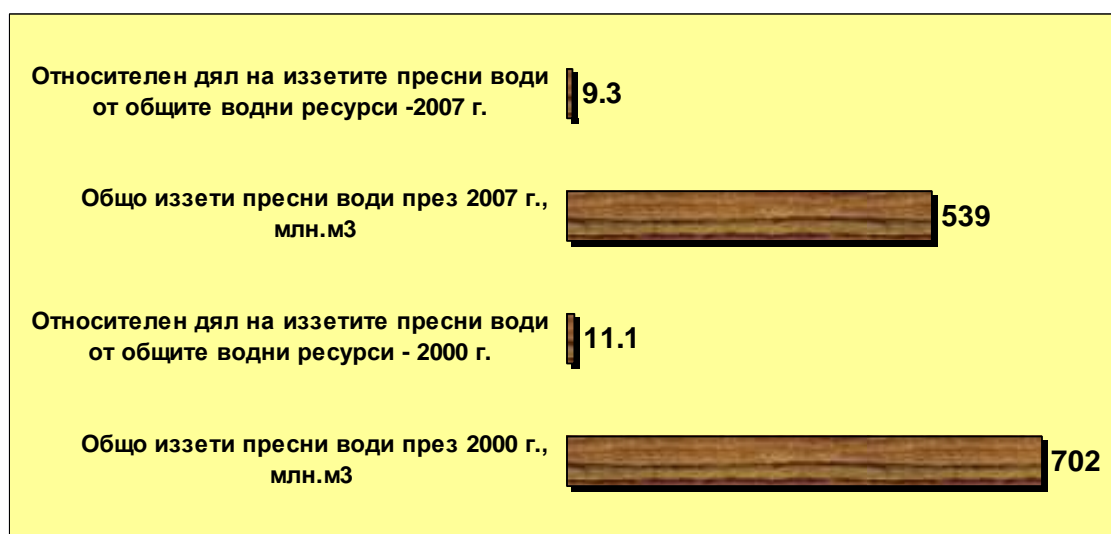 Относителен дял на иззетите пресни води
от общите водни ресурси -2007 г.
9.3
Общо иззети пресни води през 2007 г.,
млн.м3
539
Относителен дял на иззетите пресни води
от общите водни ресурси - 2000 г.
11.1
Общо иззети пресни води през 2000 г.,
млн.м3
702